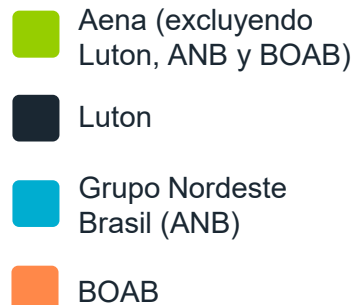 Aena (excluyendo
Luton, ANB y BOAB)
Luton
Grupo Nordeste
Brasil (ANB)
BOAB